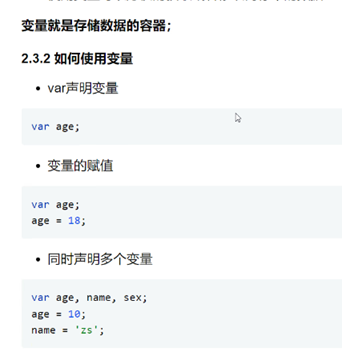 变量就是存储数据的容器；
2.3.2 如何使用变量
• var声明变量
var age;
• 变量的赋值
var age;
age = 18;
• 同时声明多个变量
var age, name, sex;
age = 10;
name = 'zs';